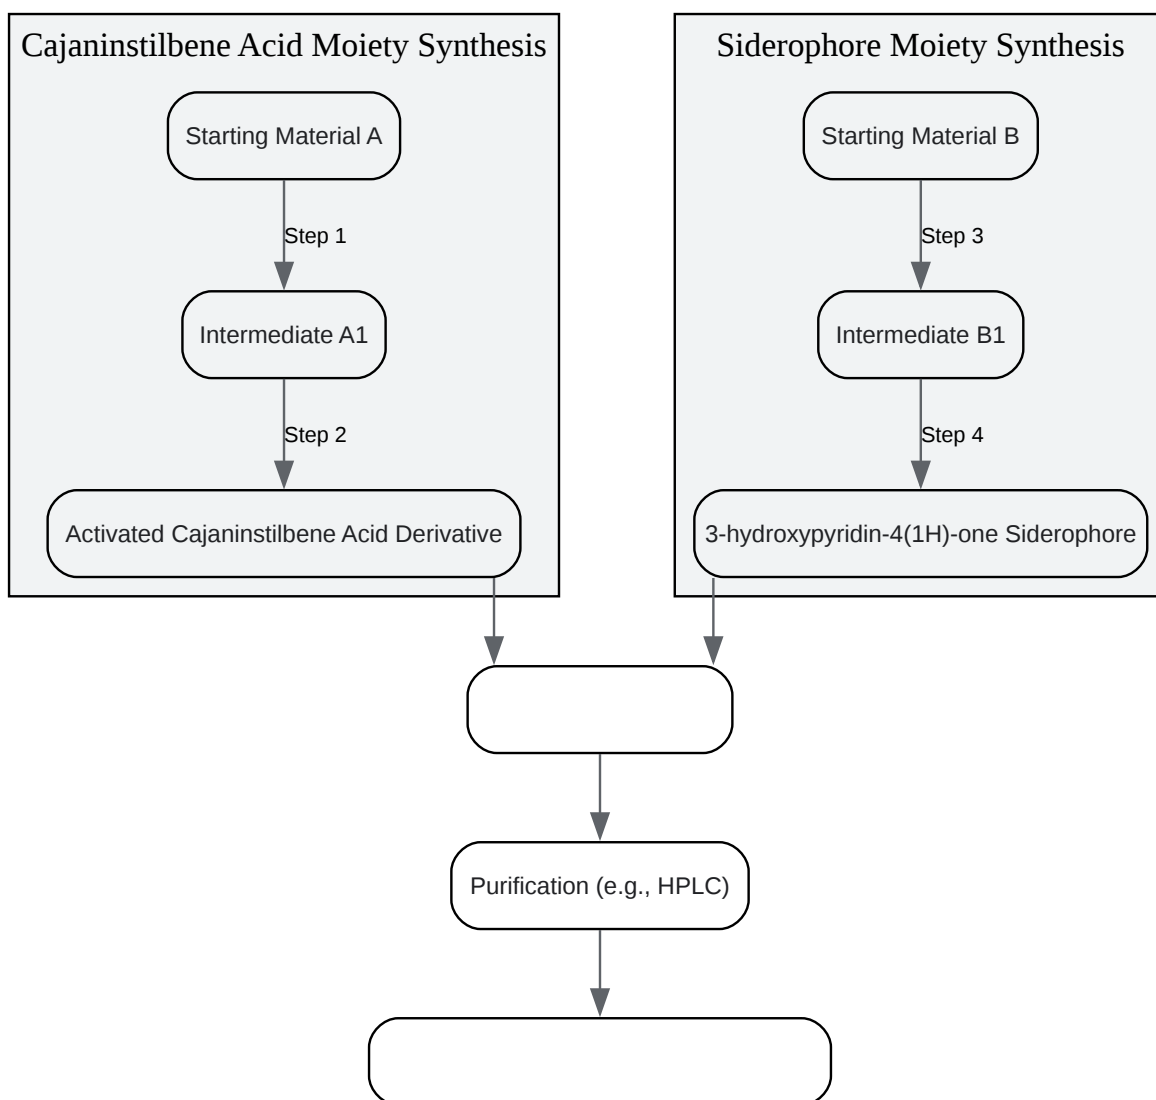 Cajaninstilbene Acid Moiety Synthesis
Starting Material A
Step 1
Intermediate A1
Step 2
Activated Cajaninstilbene Acid Derivative
Siderophore Moiety Synthesis
Starting Material B
Step 3
Intermediate B1
Step 4
3-hydroxypyridin-4(1H)-one Siderophore
Purification (e.g., HPLC)